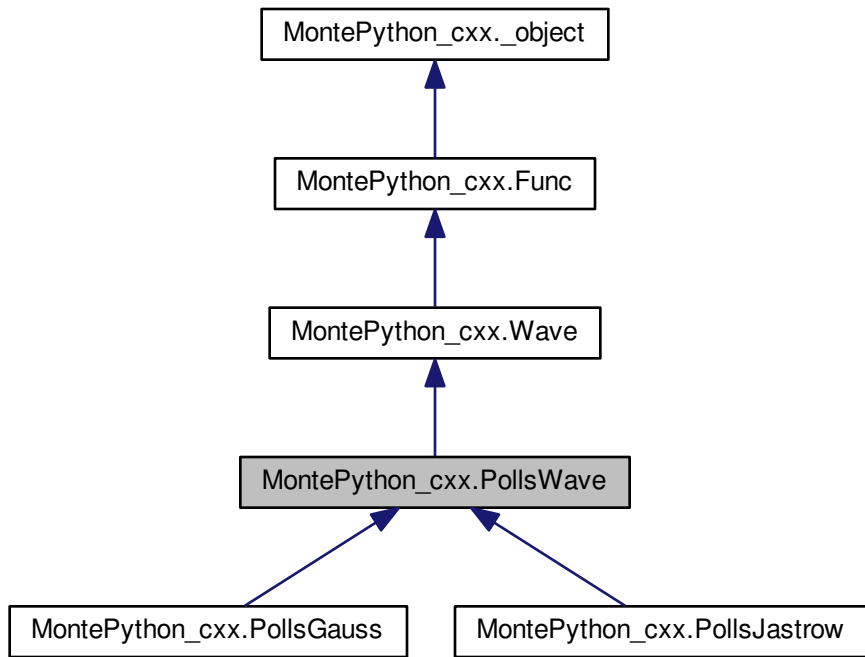 MontePython_cxx._object
MontePython_cxx.Func
MontePython_cxx.Wave
MontePython_cxx.PollsWave
MontePython_cxx.PollsGauss
MontePython_cxx.PollsJastrow